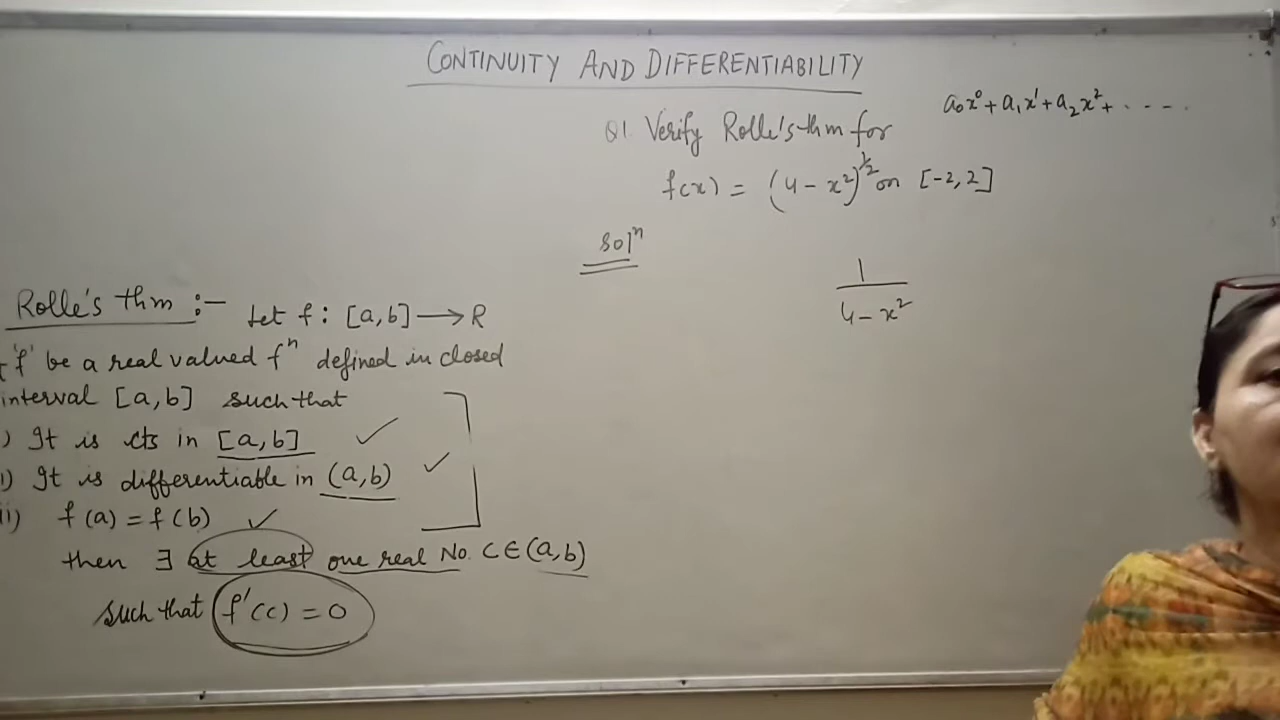 CONTINUITY AND DIFFERENTIABILITY
a₀x⁰ + a₁x¹ + a₂x² + ‐ ‐ ‐ ‐ .
Q1. Verify Rolle's thm for
f(x) = (4 - x²)^½ on [-2, 2]
solⁿ
1
4 - x²
Rolle's thm :- Let f : [a, b] ⟶ R
'f' be a real valued fⁿ defined in closed
interval [a, b] such that
) It is cts in [a, b] ✓
i) It is differentiable in (a, b) ✓
ii) f(a) = f(b) ✓
then ∃ at least one real No. C ∈ (a, b)
such that f'(c) = 0